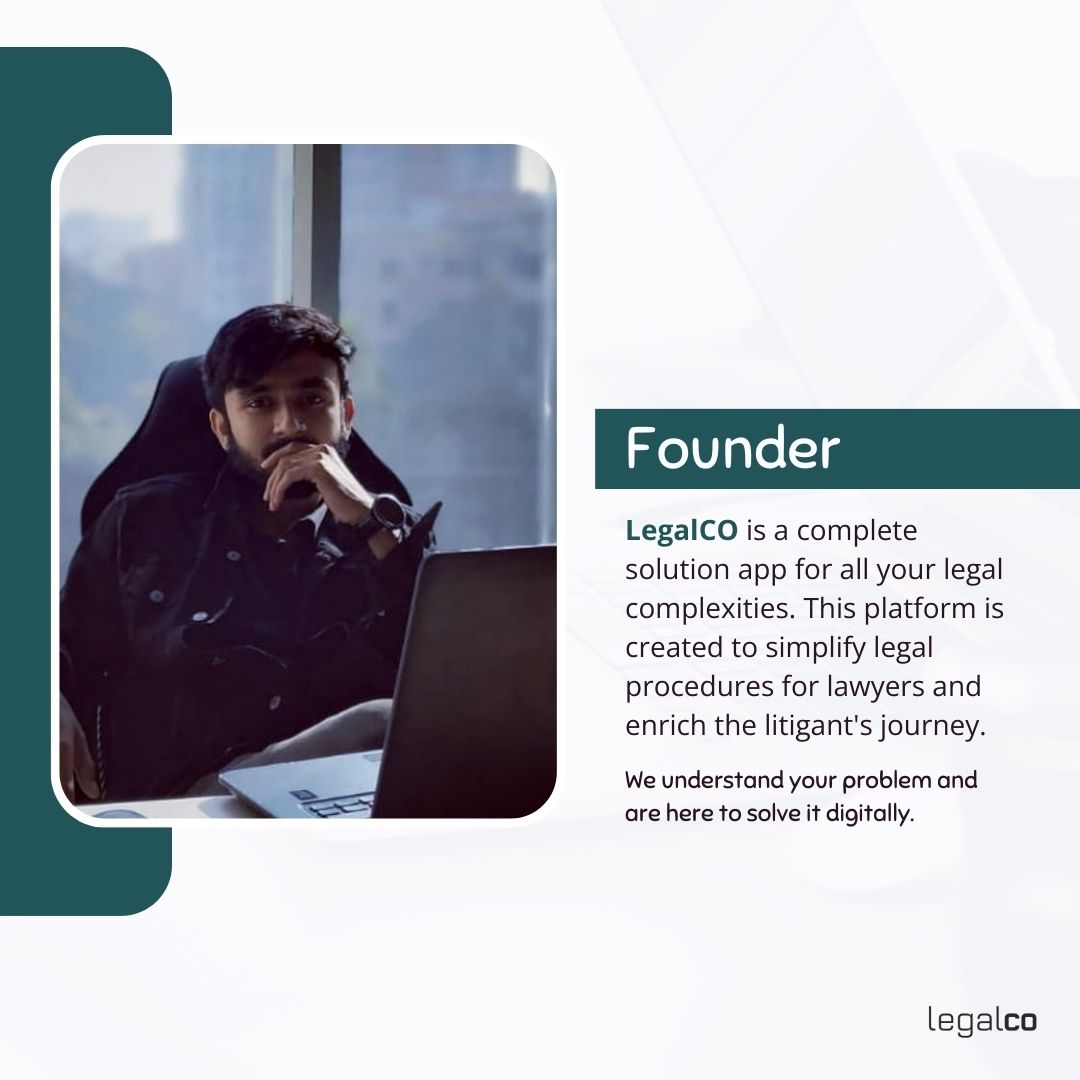 Founder
LegalCO is a complete
solution app for all your legal
complexities. This platform is
created to simplify legal
procedures for lawyers and
enrich the litigant's journey.
We understand your problem and
are here to solve it digitally.
legalco